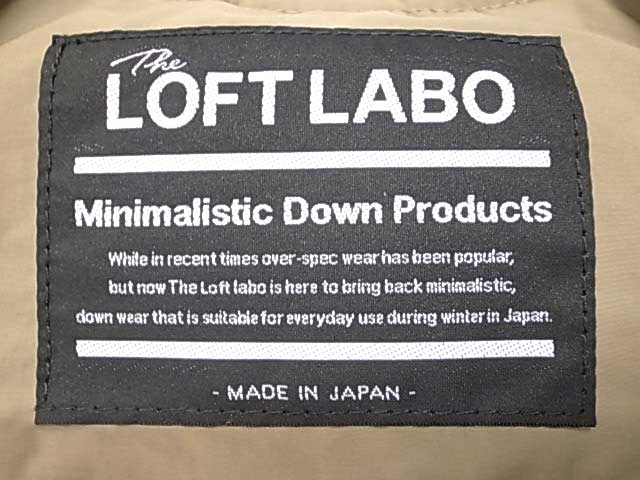 The
LOFT LABO
Minimalistic Down Products
While in recent times over-spec wear has been popular,
but now The Loft labo is here to bring back minimalistic,
down wear that is suitable for everyday use during winter in Japan.
- MADE IN JAPAN -